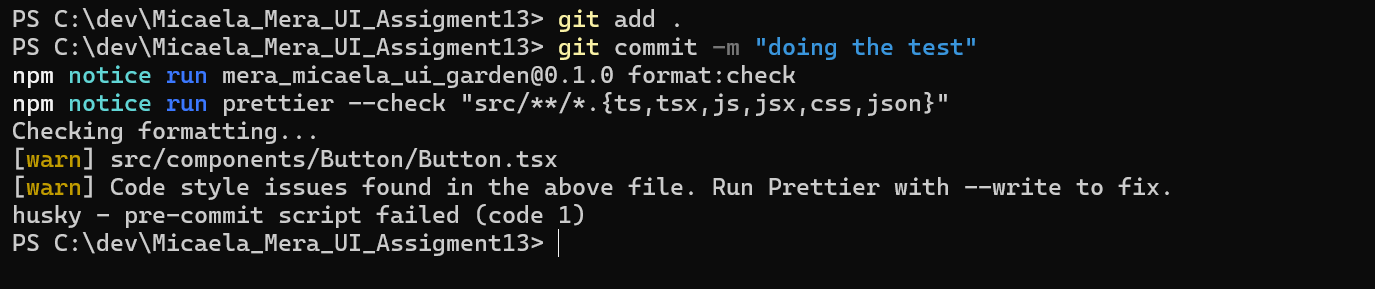 PS C:\dev\Micaela_Mera_UI_Assigment13> git add .
PS C:\dev\Micaela_Mera_UI_Assigment13> git commit -m "doing the test"
npm notice run mera_micaela_ui_garden@0.1.0 format:check
npm notice run prettier --check "src/**/*.{ts,tsx,js,jsx,css,json}"
Checking formatting...
[warn] src/components/Button/Button.tsx
[warn] Code style issues found in the above file. Run Prettier with --write to fix.
husky - pre-commit script failed (code 1)
PS C:\dev\Micaela_Mera_UI_Assigment13>